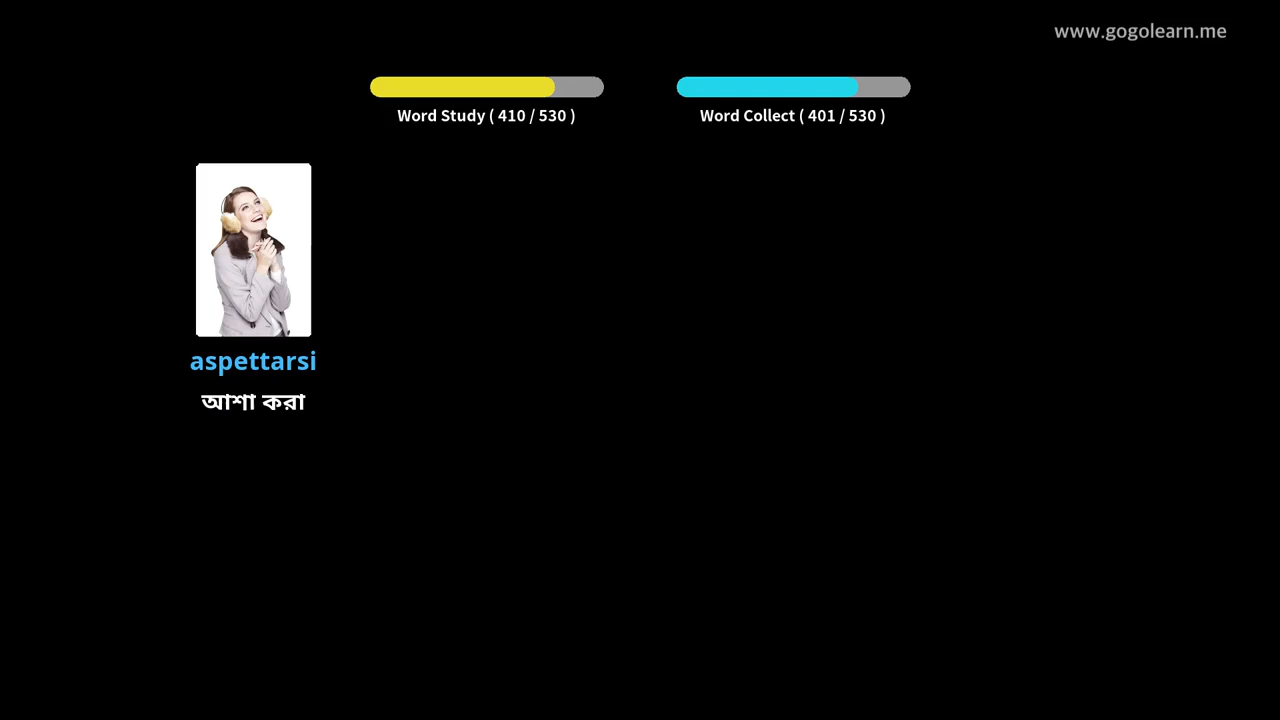 www.gogolearn.me
Word Study ( 410 / 530 )
Word Collect ( 401 / 530 )
aspettarsi
আশা করা